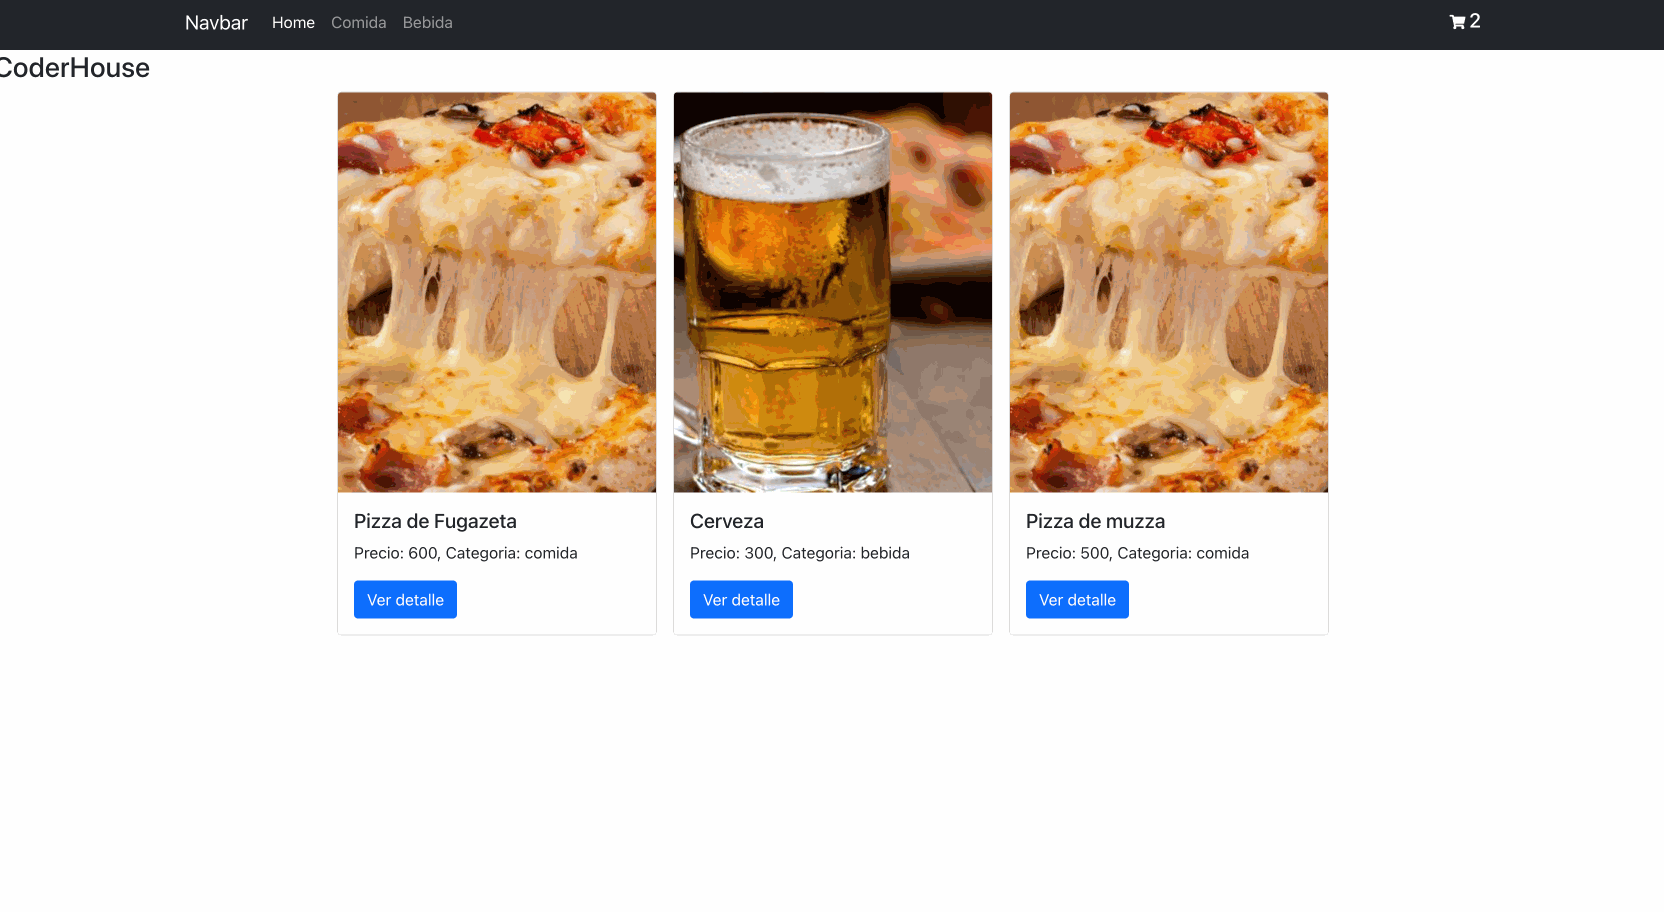 Navbar Home Comida Bebida 2
CoderHouse
Pizza de Fugazeta
Precio: 600, Categoria: comida
Ver detalle
Cerveza
Precio: 300, Categoria: bebida
Ver detalle
Pizza de muzza
Precio: 500, Categoria: comida
Ver detalle